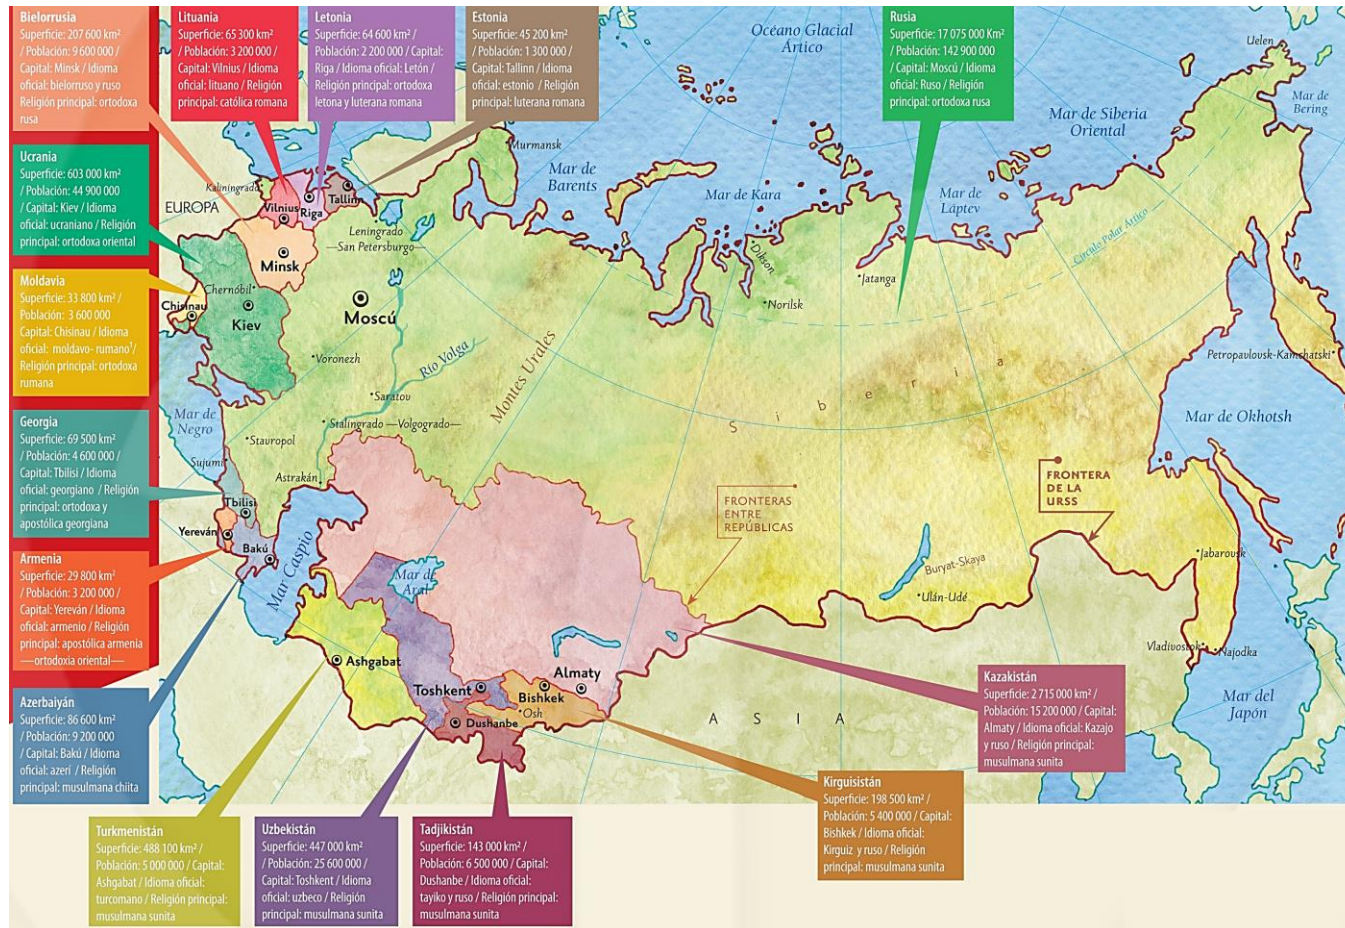 Bielorrusia
Superficie: 207 600 km²
/ Población: 9 600 000 /
Capital: Minsk / Idioma
oficial: bielorruso y ruso
Religión principal: ortodoxa
rusa
Lituania
Superficie: 65 300 km²
/ Población: 3 200 000 /
Capital: Vilnius / Idioma
oficial: lituano / Religión
principal: católica romana
Letonia
Superficie: 64 600 km² /
Población: 2 200 000 / Capital:
Riga / Idioma oficial: Letón /
Religión principal: ortodoxa
letona y luterana romana
Estonia
Superficie: 45 200 km²
/ Población: 1 300 000 /
Capital: Tallinn / Idioma
oficial: estonio / Religión
principal: luterana romana
Rusia
Superficie: 17 075 000 Km²
/ Población: 142 900 000
/ Capital: Moscú / Idioma
oficial: Ruso / Religión
principal: ortodoxa rusa
Ucrania
Superficie: 603 000 km²
/ Población: 44 900 000
/ Capital: Kiev / Idioma
oficial: ucraniano / Religión
principal: ortodoxa oriental
Moldavia
Superficie: 33 800 km² /
Población: 3 600 000
Capital: Chisinau / Idioma
oficial: moldavo- rumano¹/
Religión principal: ortodoxa
rumana
Georgia
Superficie: 69 500 km²
/ Población: 4 600 000 /
Capital: Tbilisi / Idioma
oficial: georgiano / Religión
principal: ortodoxa y
apostólica georgiana
Armenia
Superficie: 29 800 km²
/ Población: 3 200 000 /
Capital: Yereván / Idioma
oficial: armenio / Religión
principal: apostólica armenia
—ortodoxia oriental—
Azerbaiyán
Superficie: 86 600 km²
/ Población: 9 200 000
/ Capital: Bakú / Idioma
oficial: azerí / Religión
principal: musulmana chiita
Turkmenistán
Superficie: 488 100 km² /
Población: 5 000 000 / Capital:
Ashgabat / Idioma oficial:
turcomano / Religión principal:
musulmana sunita
Uzbekistán
Superficie: 447 000 km²
/ Población: 25 600 000 /
Capital: Toshkent / Idioma
oficial: uzbeco / Religión
principal: musulmana sunita
Tadjikistán
Superficie: 143 000 km² /
Población: 6 500 000 / Capital:
Dushanbe / Idioma oficial:
tayiko y ruso / Religión principal:
musulmana sunita
Kirguisistán
Superficie: 198 500 km² /
Población: 5 400 000 / Capital:
Bishkek / Idioma oficial:
Kirguiz y ruso / Religión
principal: musulmana sunita
Kazakistán
Superficie: 2 715 000 km² /
Población: 15 200 000 / Capital:
Almaty / Idioma oficial: Kazajo
y ruso / Religión principal:
musulmana sunita
Océano Glacial
Ártico
Uelen
Mar de
Bering
Mar de Siberia
Oriental
Murmansk
Mar de
Barents
Mar de Kara
Mar de
Láptev
Círculo Polar Ártico
Kaliningrado
EUROPA
Vilnius
Riga
Tallin
Leningrado
—San Petersburgo—
Dikson
Jatanga
Norilsk
Minsk
Chernóbil
Chisinau
Kiev
Moscú
Voronezh
Río Volga
Montes Urales
Siberia
Petropavlovsk-Kamchatski
Mar de Okhotsh
Saratov
Stalingrado —Volgogrado—
Mar de
Negro
Stavropol
Sujumi
Astrakán
Tbilisi
Yereván
Bakú
Mar Caspio
Mar de
Aral
FRONTERAS
ENTRE
REPÚBLICAS
FRONTERA
DE LA
URSS
Buryat-Skaya
Ulán-Udé
Jabarovsk
Vladivostok
Najodka
Mar del
Japón
Ashgabat
Toshkent
Bishkek
Almaty
Osh
Dushanbe
ASIA